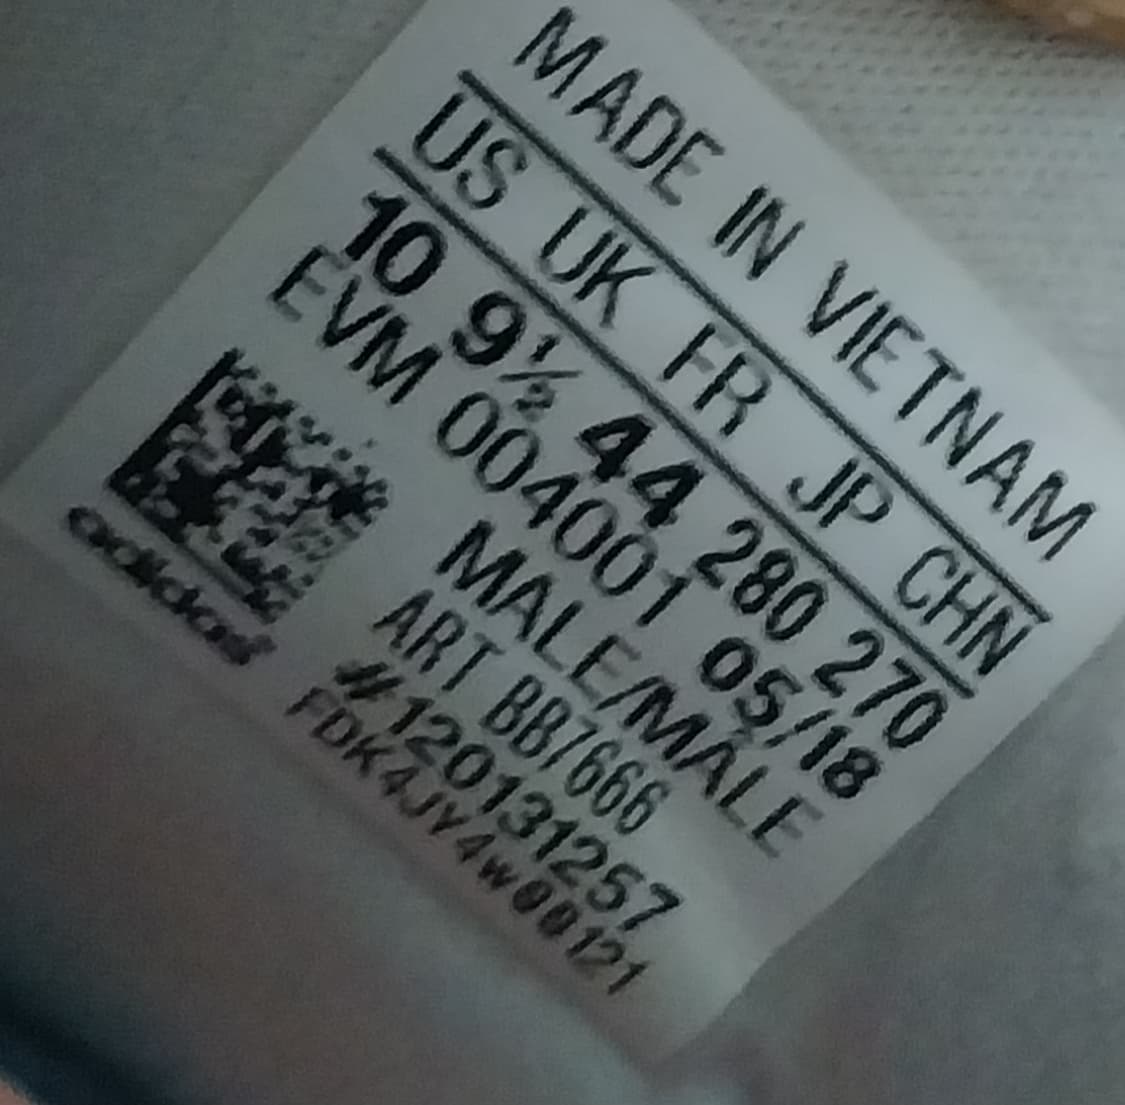 MADE IN VIETNAM
US UK FR JP CHN
10 9½ 44 280 270
EVM 004001 05/18
MALE/MALE
ART BB7666
#120131257
FDK4JV4W00121
adidas